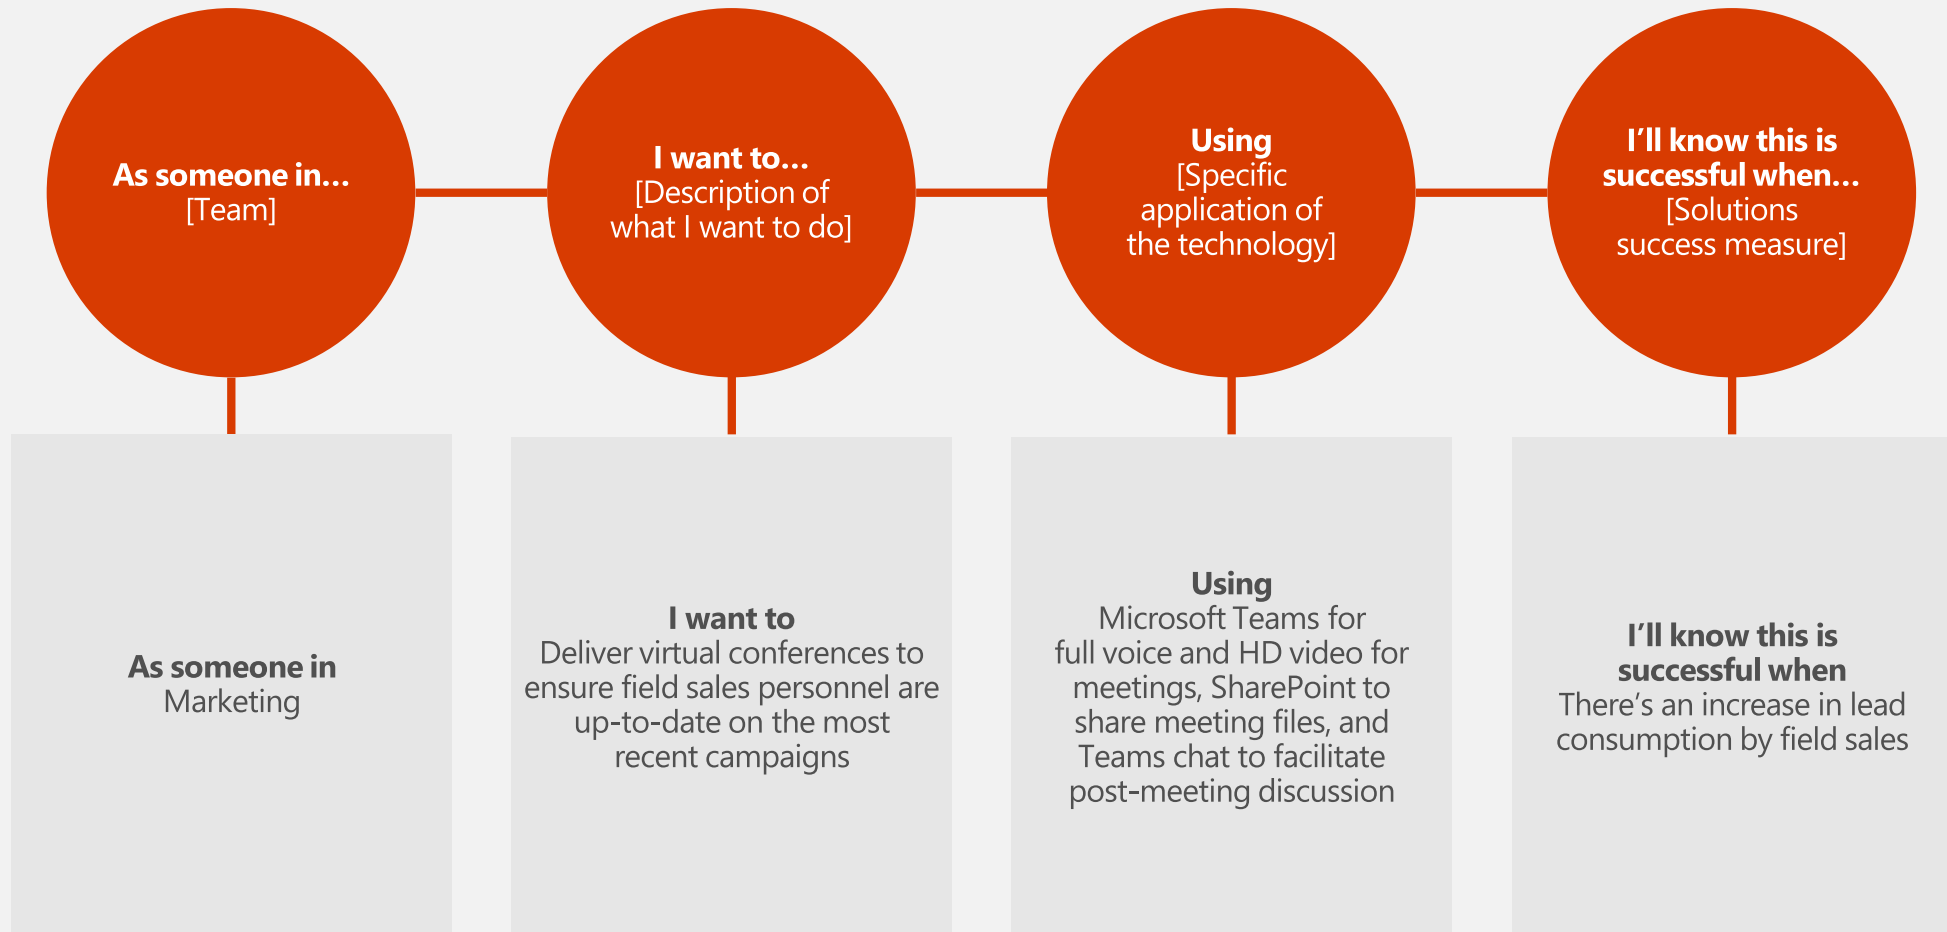 As someone in…
[Team]
I want to…
[Description of
what I want to do]
Using
[Specific
application of
the technology]
I’ll know this is
successful when…
[Solutions
success measure]
As someone in
Marketing
I want to
Deliver virtual conferences to
ensure field sales personnel are
up-to-date on the most
recent campaigns
Using
Microsoft Teams for
full voice and HD video for
meetings, SharePoint to
share meeting files, and
Teams chat to facilitate
post-meeting discussion
I’ll know this is
successful when
There’s an increase in lead
consumption by field sales